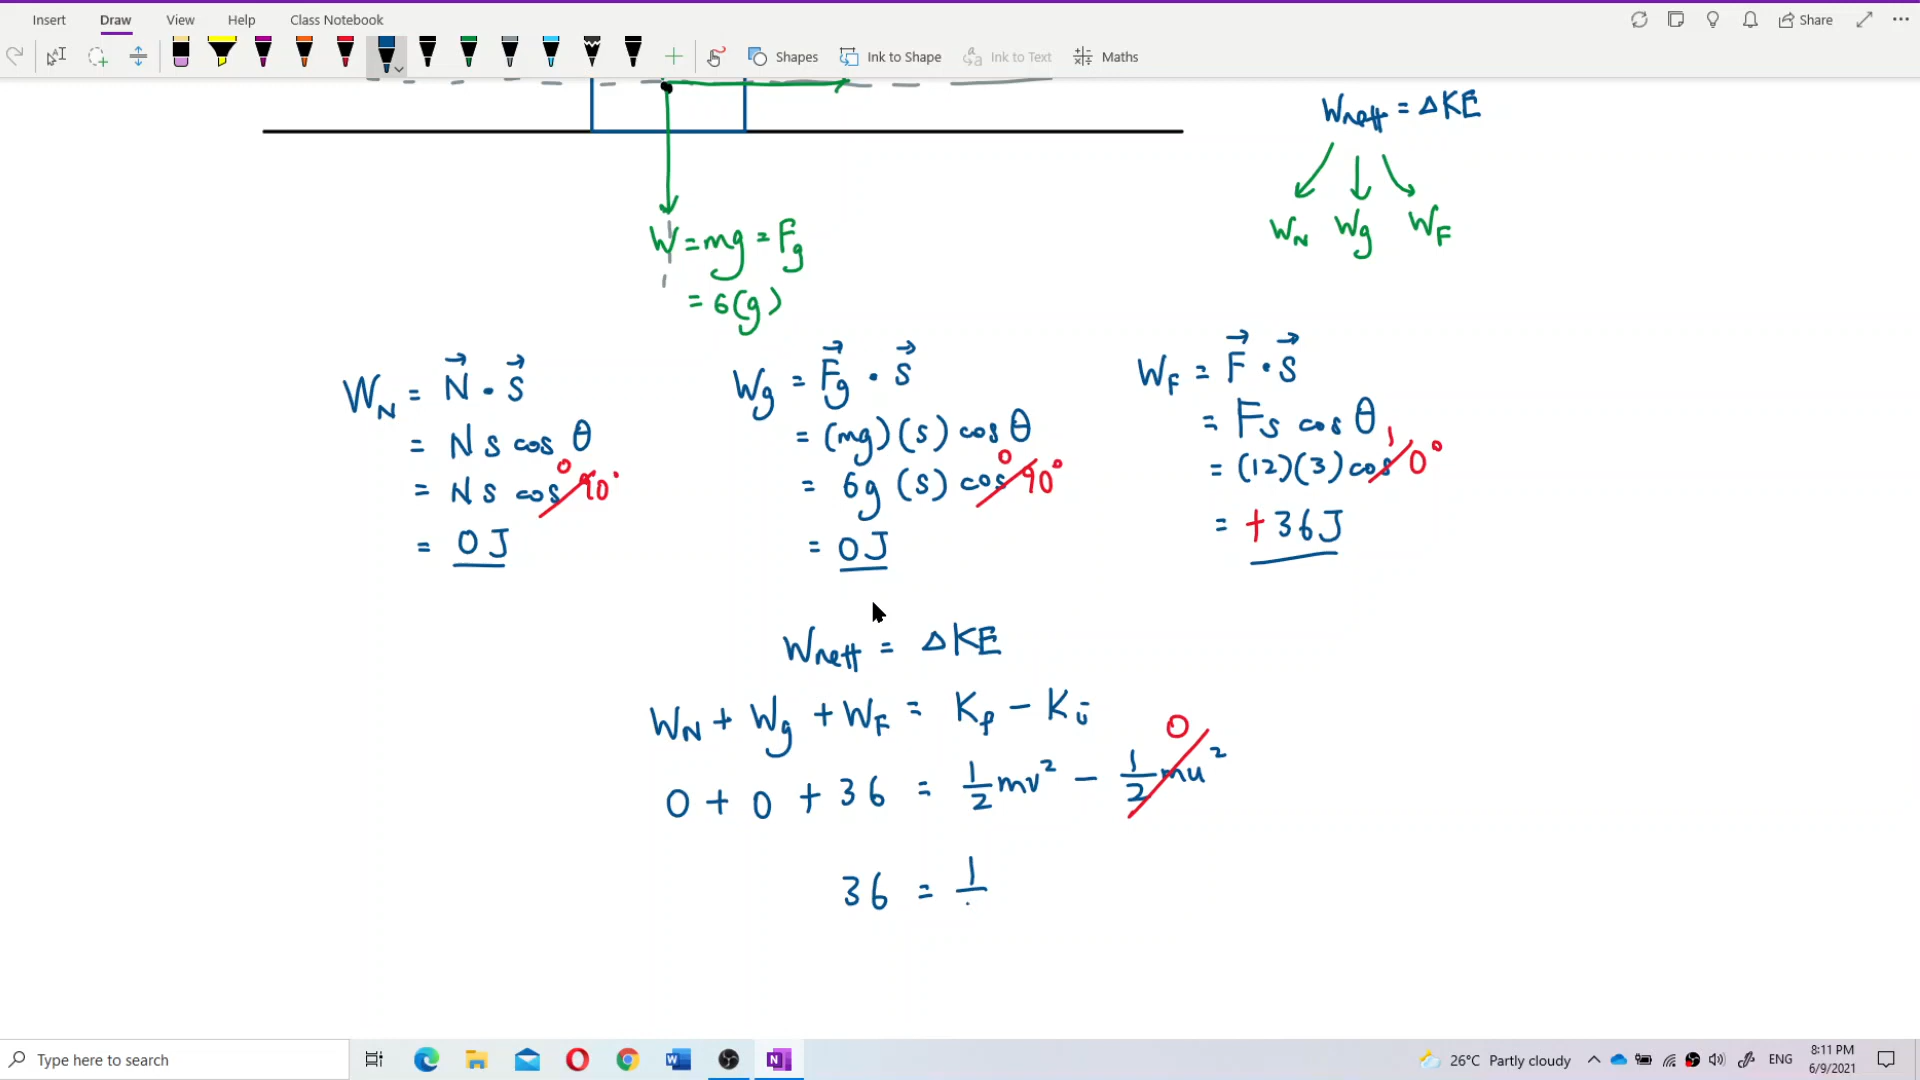 Insert Draw View Help Class Notebook Share
Shapes Ink to Shape Ink to Text Maths
Wnett = ΔKE
WN Wg WF
W = mg = Fg
= 6(g)
WN = N⃗ · S⃗
= N s cos θ
= N s cos 90° 0
= 0 J
Wg = F⃗g · S⃗
= (mg)(s) cos θ
= 6g (s) cos 90° 0
= 0J
WF = F⃗ · S⃗
= Fs cos θ
= (12)(3) cos 0° 1
= +36J
Wnett = ΔKE
WN + Wg + WF = Kf - Ki
0 + 0 + 36 = 1/2 mv² - 1/2 mu² 0
36 = 1
Type here to search
26°C Partly cloudy ENG 8:11 PM
6/9/2021